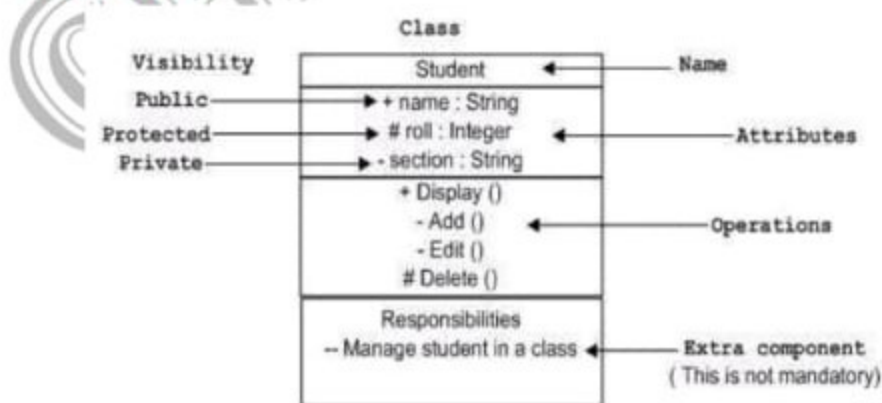 Class
Visibility
Student
Name
Public
+ name : String
Protected
# roll : Integer
Attributes
Private
- section : String
+ Display ()
- Add ()
Operations
- Edit ()
# Delete ()
Responsibilities
-- Manage student in a class
Extra component
( This is not mandatory)